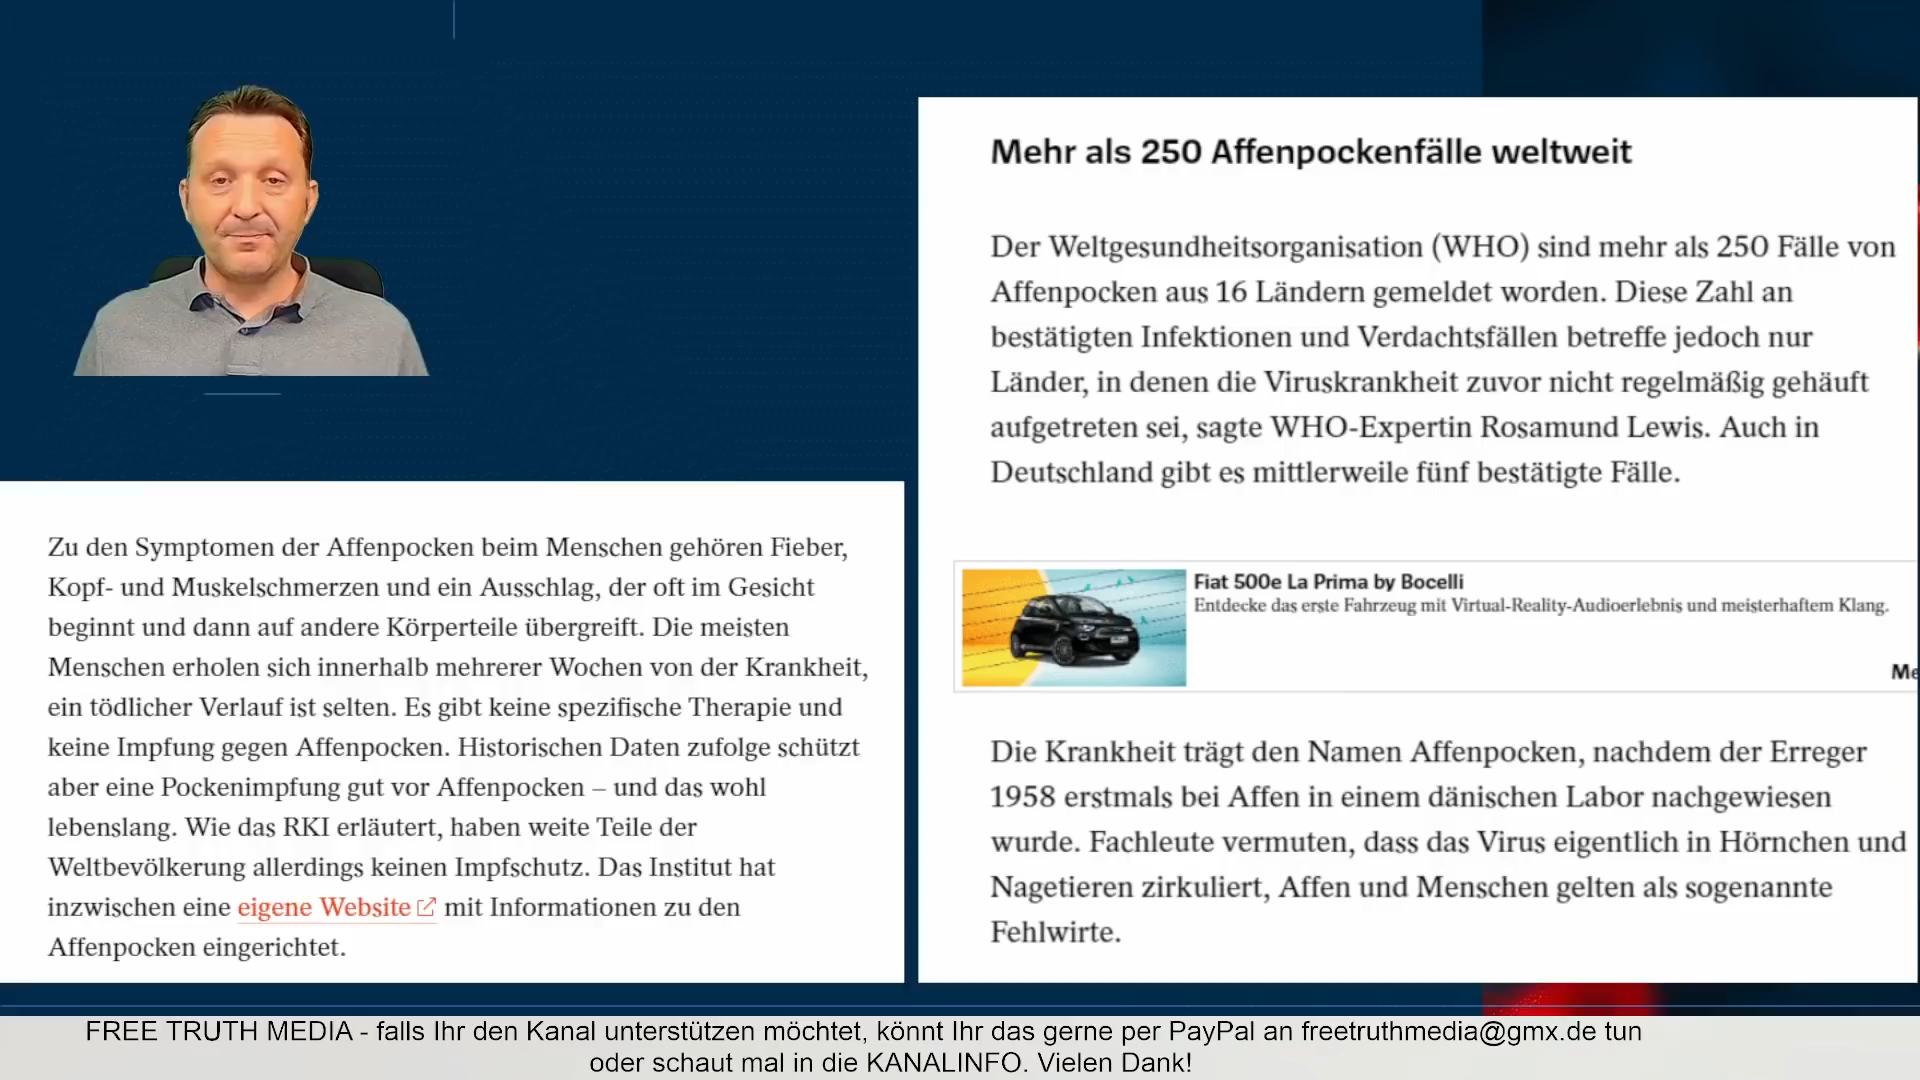 Mehr als 250 Affenpockenfälle weltweit
Der Weltgesundheitsorganisation (WHO) sind mehr als 250 Fälle von
Affenpocken aus 16 Ländern gemeldet worden. Diese Zahl an
bestätigten Infektionen und Verdachtsfällen betreffe jedoch nur
Länder, in denen die Viruskrankheit zuvor nicht regelmäßig gehäuft
aufgetreten sei, sagte WHO-Expertin Rosamund Lewis. Auch in
Deutschland gibt es mittlerweile fünf bestätigte Fälle.
Fiat 500e La Prima by Bocelli
Entdecke das erste Fahrzeug mit Virtual-Reality-Audioerlebnis und meisterhaftem Klang.
Me
Die Krankheit trägt den Namen Affenpocken, nachdem der Erreger
1958 erstmals bei Affen in einem dänischen Labor nachgewiesen
wurde. Fachleute vermuten, dass das Virus eigentlich in Hörnchen und
Nagetieren zirkuliert, Affen und Menschen gelten als sogenannte
Fehlwirte.
Zu den Symptomen der Affenpocken beim Menschen gehören Fieber,
Kopf- und Muskelschmerzen und ein Ausschlag, der oft im Gesicht
beginnt und dann auf andere Körperteile übergreift. Die meisten
Menschen erholen sich innerhalb mehrerer Wochen von der Krankheit,
ein tödlicher Verlauf ist selten. Es gibt keine spezifische Therapie und
keine Impfung gegen Affenpocken. Historischen Daten zufolge schützt
aber eine Pockenimpfung gut vor Affenpocken – und das wohl
lebenslang. Wie das RKI erläutert, haben weite Teile der
Weltbevölkerung allerdings keinen Impfschutz. Das Institut hat
inzwischen eine eigene Website mit Informationen zu den
Affenpocken eingerichtet.
FREE TRUTH MEDIA - falls Ihr den Kanal unterstützen möchtet, könnt Ihr das gerne per PayPal an freetruthmedia@gmx.de tun
oder schaut mal in die KANALINFO. Vielen Dank!